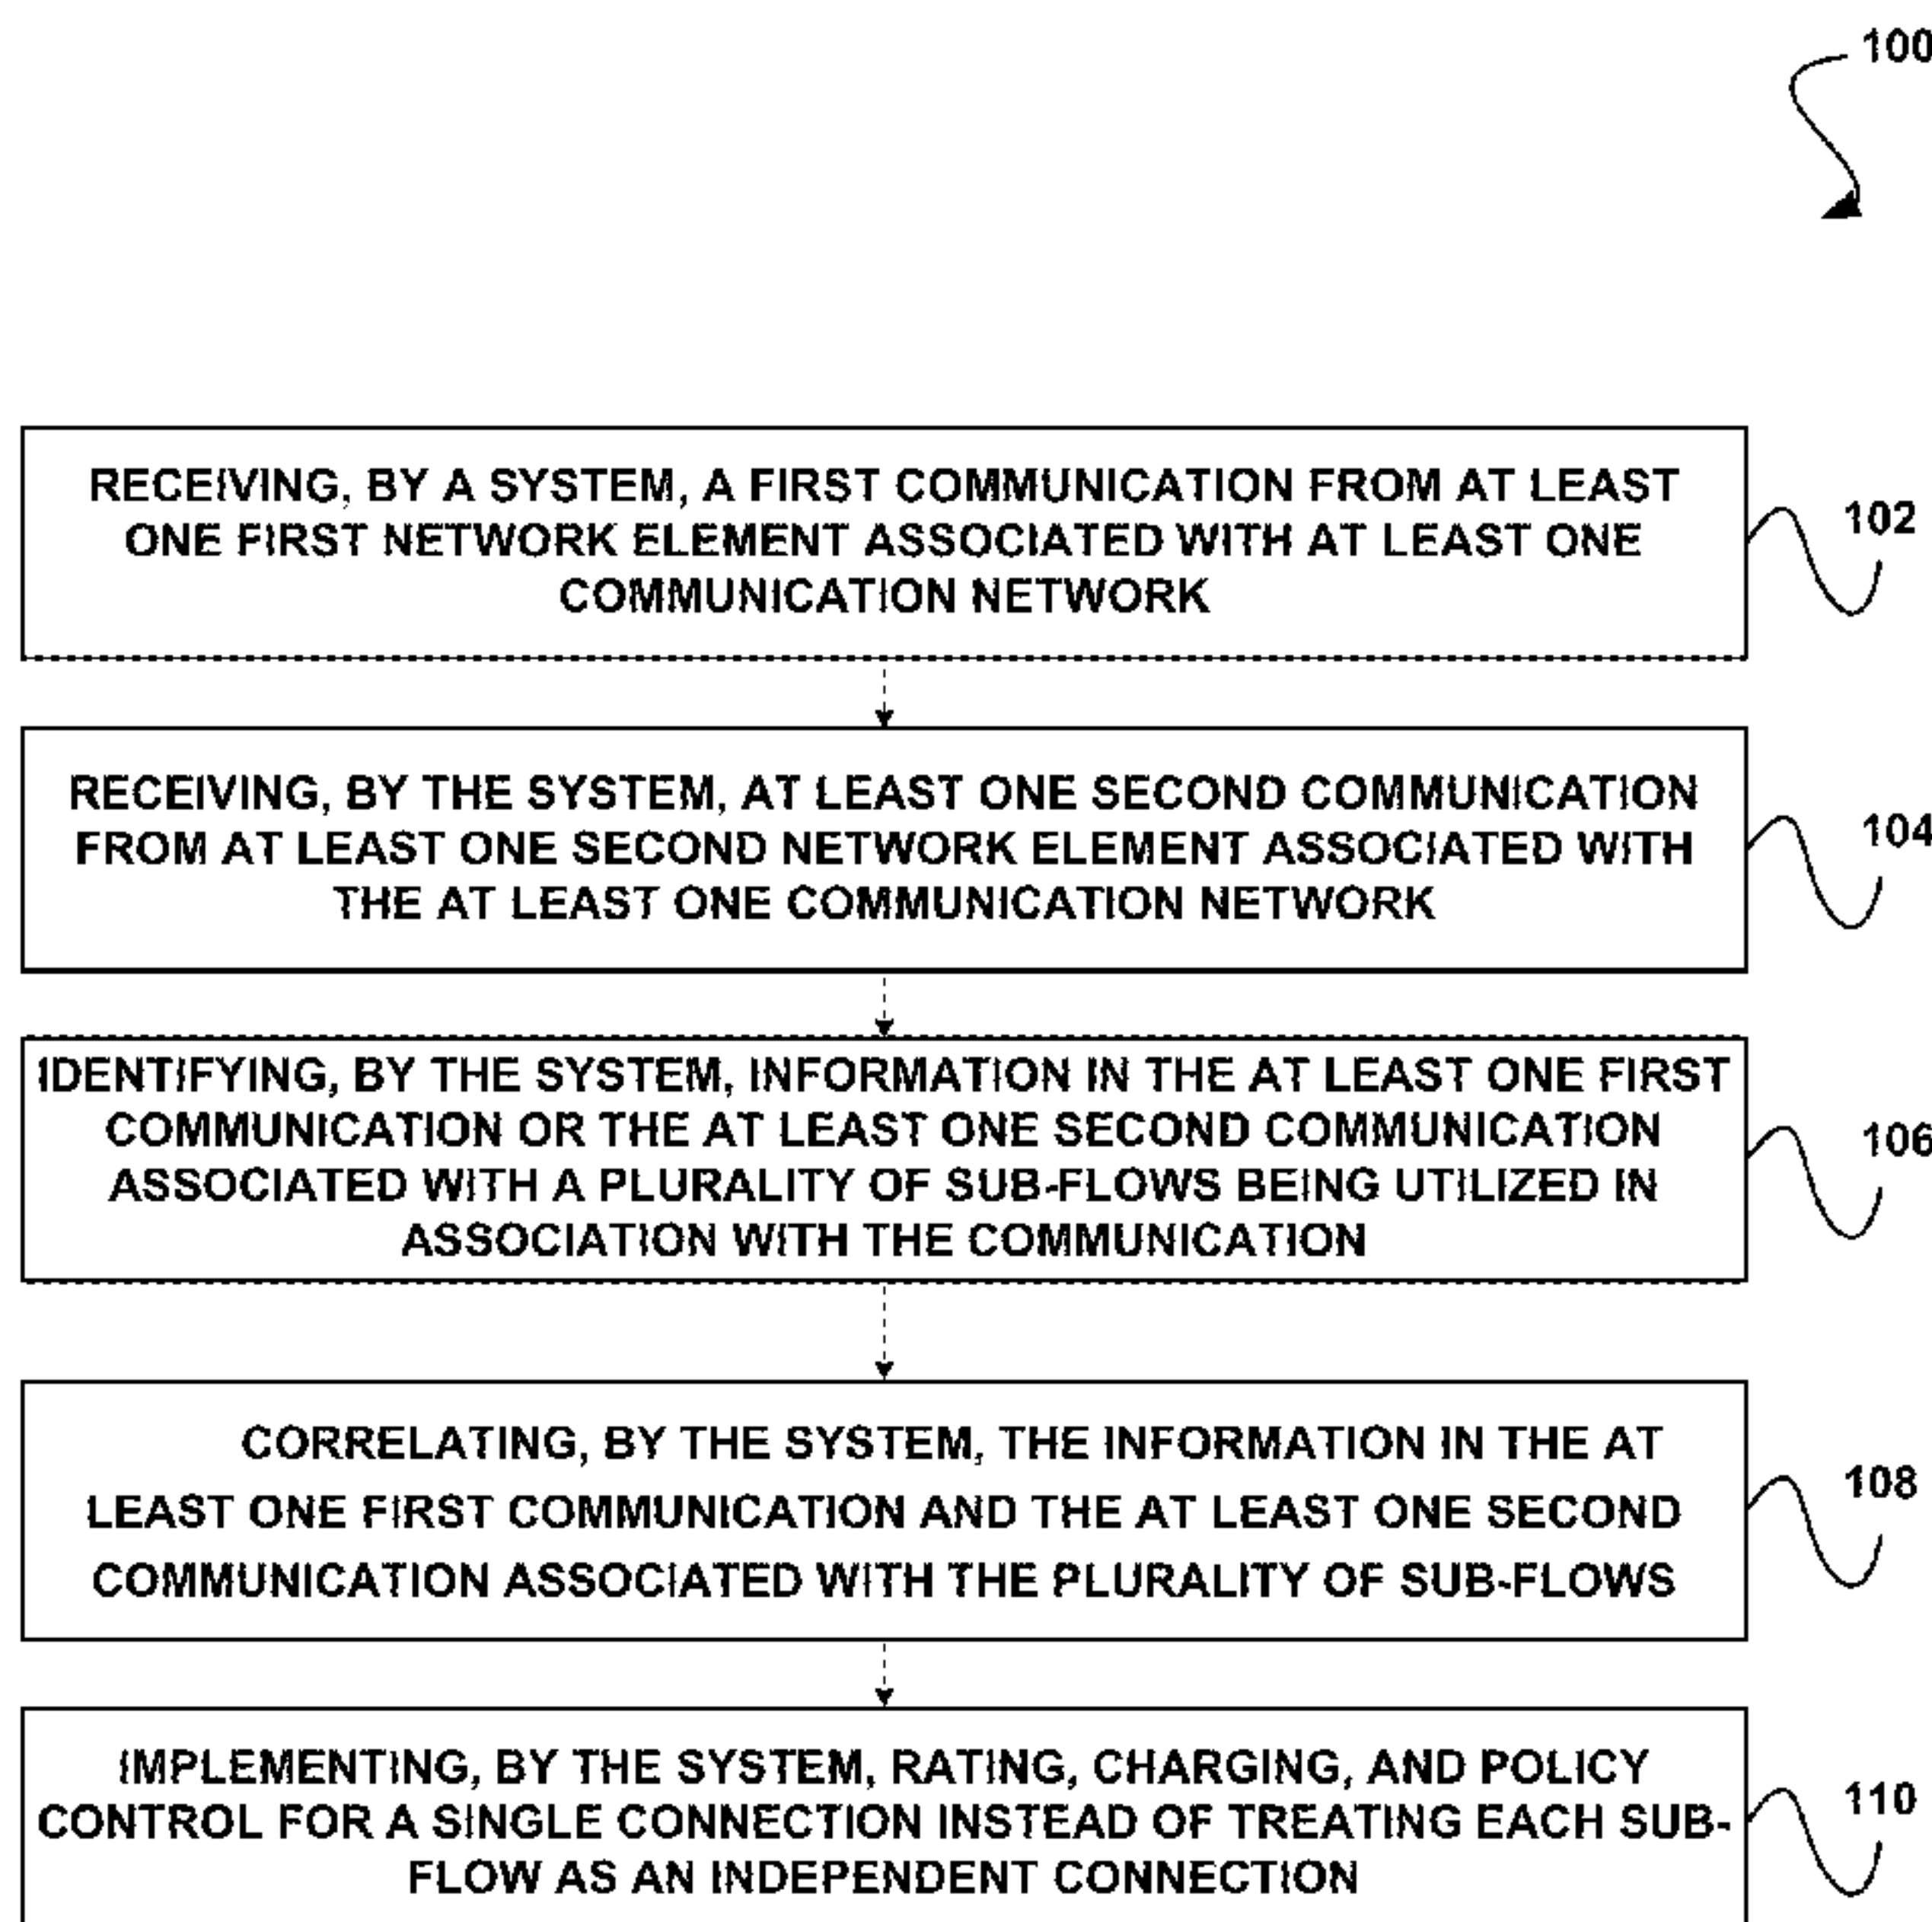 100
RECEIVING, BY A SYSTEM, A FIRST COMMUNICATION FROM AT LEAST
ONE FIRST NETWORK ELEMENT ASSOCIATED WITH AT LEAST ONE
COMMUNICATION NETWORK
102
RECEIVING, BY THE SYSTEM, AT LEAST ONE SECOND COMMUNICATION
FROM AT LEAST ONE SECOND NETWORK ELEMENT ASSOCIATED WITH
THE AT LEAST ONE COMMUNICATION NETWORK
104
IDENTIFYING, BY THE SYSTEM, INFORMATION IN THE AT LEAST ONE FIRST
COMMUNICATION OR THE AT LEAST ONE SECOND COMMUNICATION
ASSOCIATED WITH A PLURALITY OF SUB-FLOWS BEING UTILIZED IN
ASSOCIATION WITH THE COMMUNICATION
106
CORRELATING, BY THE SYSTEM, THE INFORMATION IN THE AT
LEAST ONE FIRST COMMUNICATION AND THE AT LEAST ONE SECOND
COMMUNICATION ASSOCIATED WITH THE PLURALITY OF SUB-FLOWS
108
IMPLEMENTING, BY THE SYSTEM, RATING, CHARGING, AND POLICY
CONTROL FOR A SINGLE CONNECTION INSTEAD OF TREATING EACH SUB-
FLOW AS AN INDEPENDENT CONNECTION
110